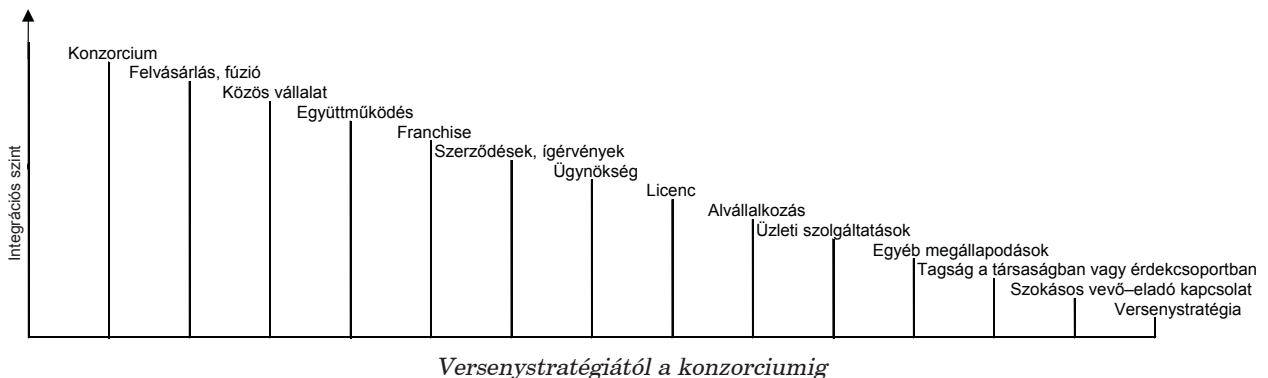 Konzorcium
Felvásárlás, fúzió
Közös vállalat
Együttműködés
Franchise
Szerződések, ígérvények
Ügynökség
Licenc
Alvállalkozás
Üzleti szolgáltatások
Egyéb megállapodások
Tagság a társaságban vagy érdekcsoportban
Szokásos vevő–eladó kapcsolat
Versenystratégia
Integrációs szint
Versenystratégiától a konzorciumig